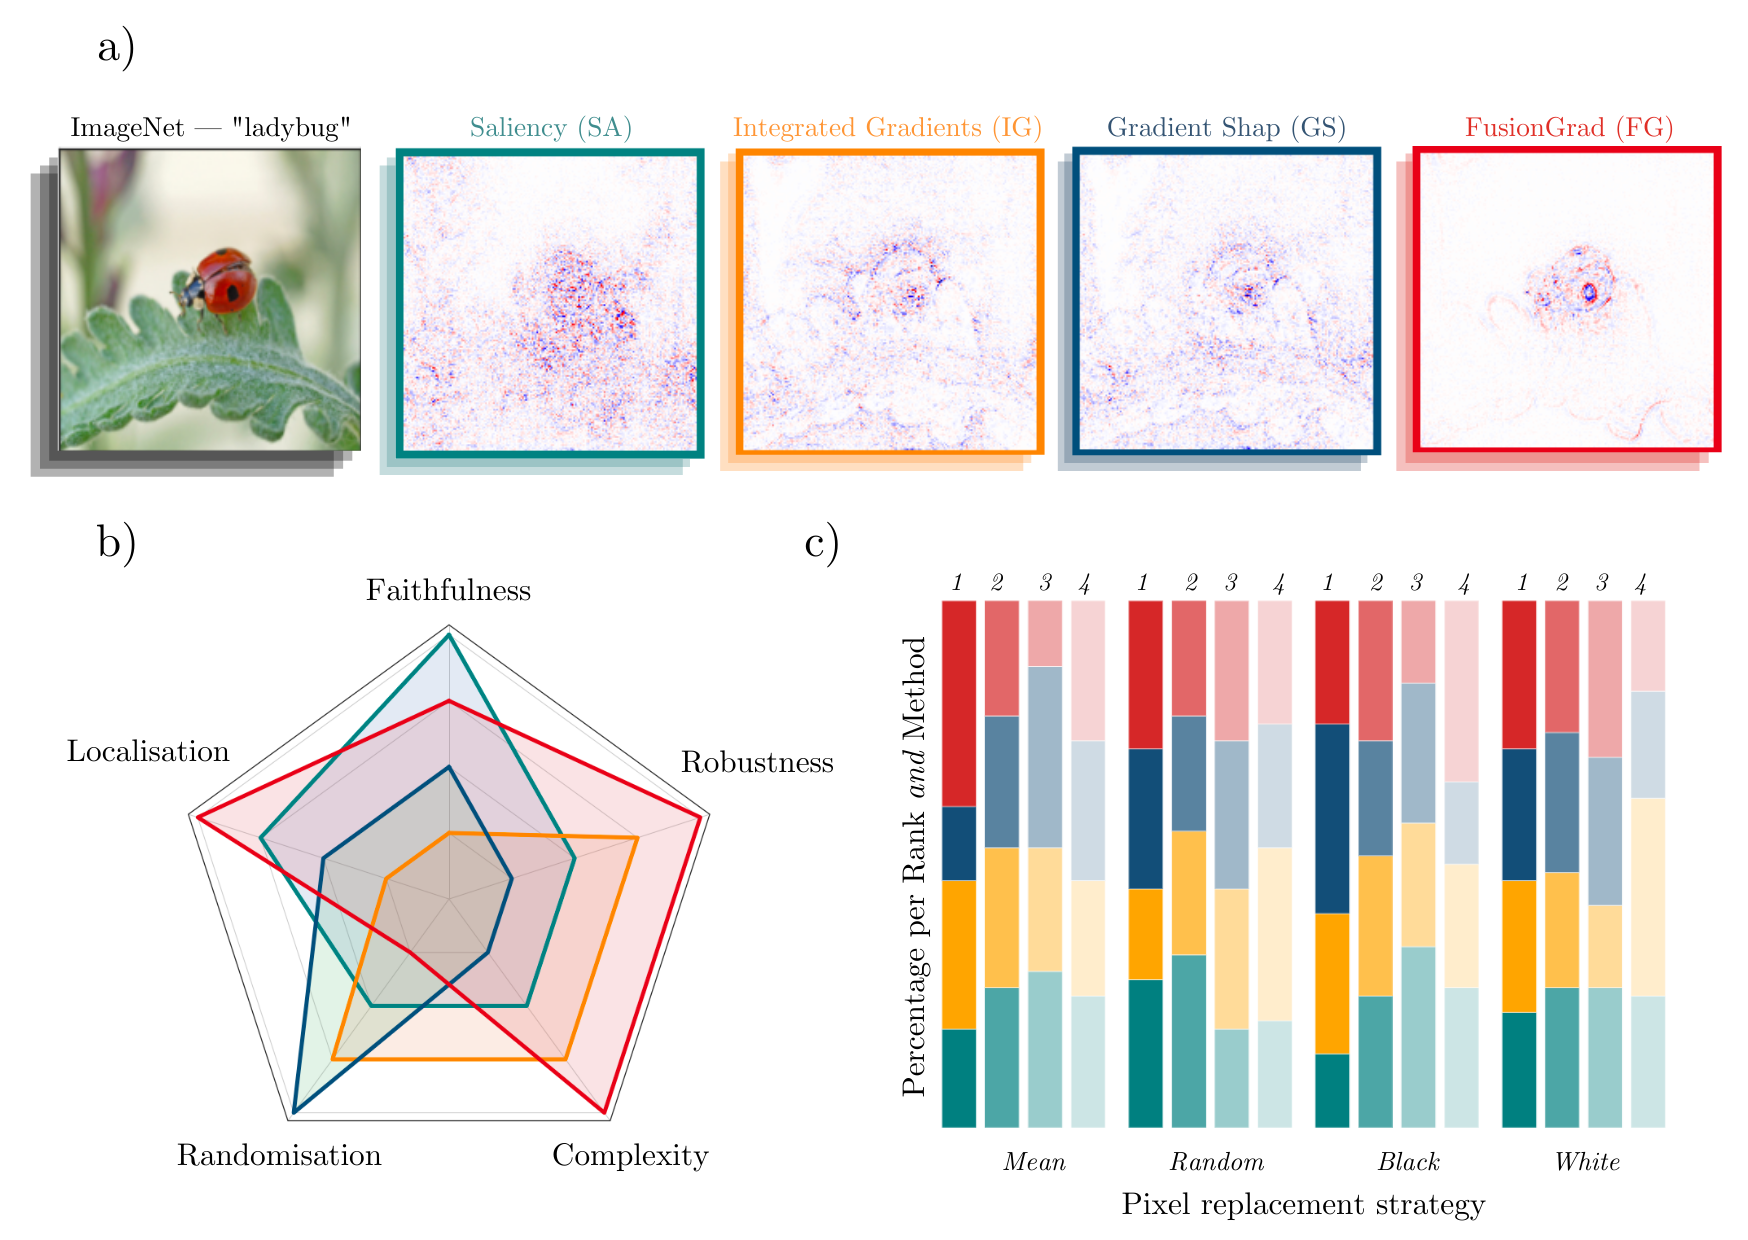 a)
ImageNet — "ladybug"
Saliency (SA)
Integrated Gradients (IG)
Gradient Shap (GS)
FusionGrad (FG)
b)
Faithfulness
Localisation
Robustness
Randomisation
Complexity
c)
1 2 3 4 1 2 3 4 1 2 3 4 1 2 3 4
Percentage per Rank and Method
Mean Random Black White
Pixel replacement strategy